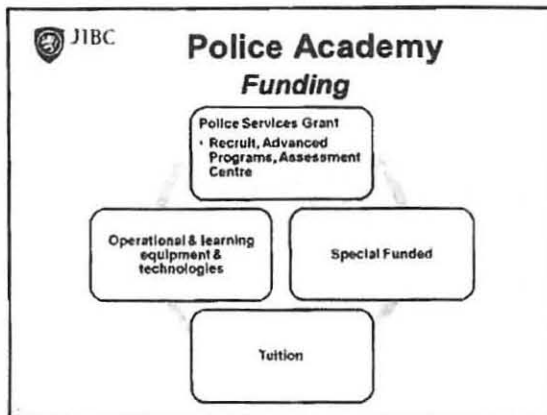 JIBC
Police Academy
Funding
Police Services Grant
• Recruit, Advanced
Programs, Assessment
Centre
Operational & learning
equipment &
technologies
Special Funded
Tuition